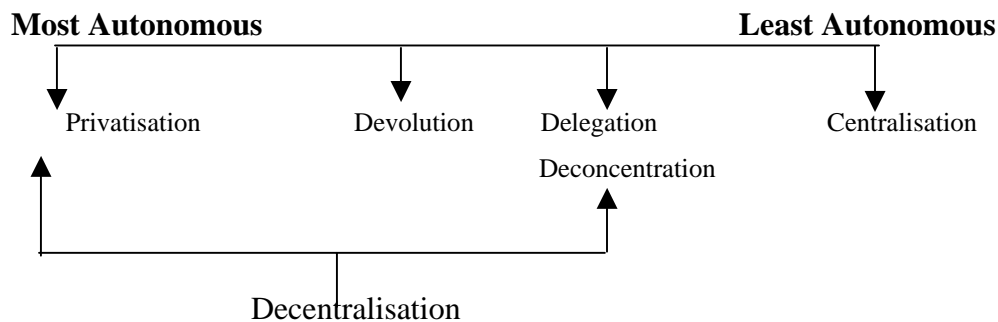 Most Autonomous Least Autonomous
Privatisation Devolution Delegation Centralisation
Deconcentration
Decentralisation